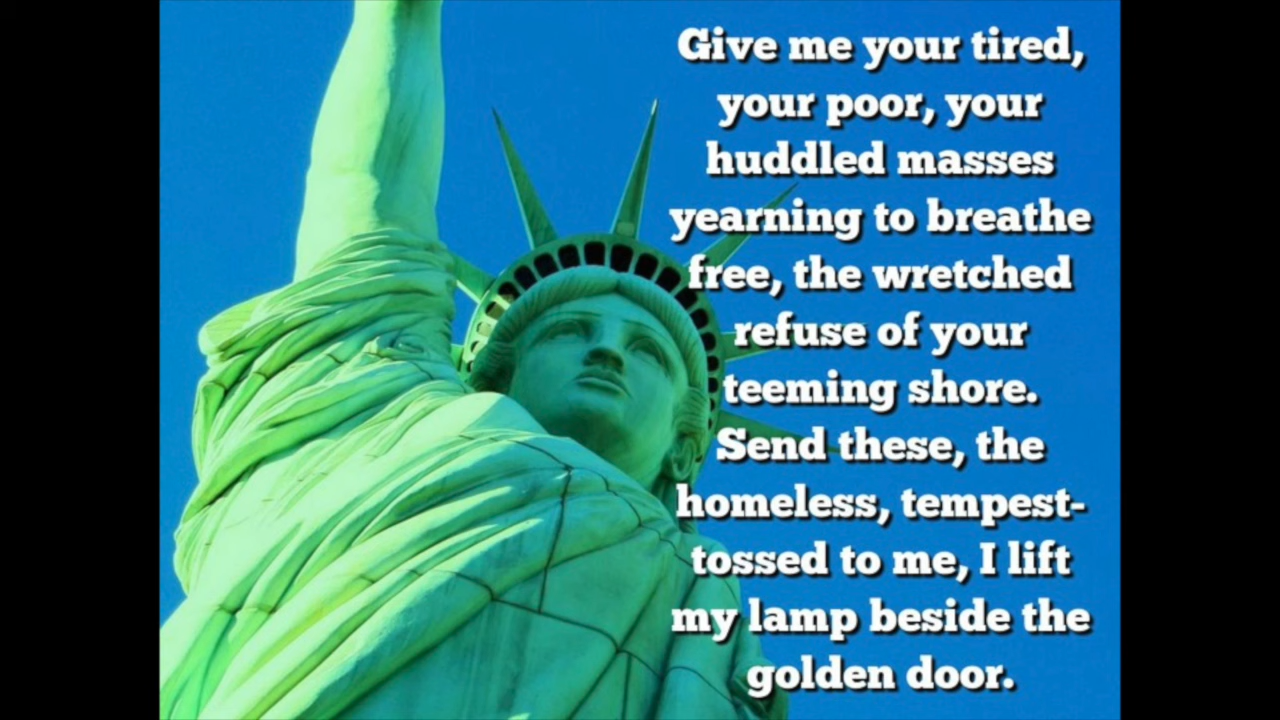 Give me your tired,
your poor, your
huddled masses
yearning to breathe
free, the wretched
refuse of your
teeming shore.
Send these, the
homeless, tempest-
tossed to me, I lift
my lamp beside the
golden door.